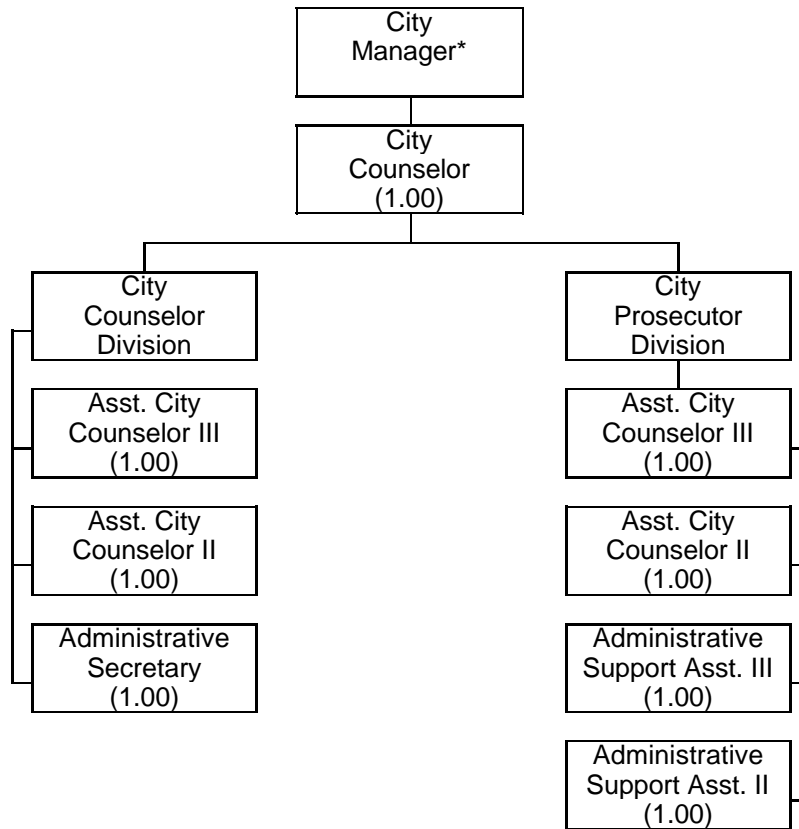 City
Manager*
City
Counselor
(1.00)
City
Counselor
Division
City
Prosecutor
Division
Asst. City
Counselor III
(1.00)
Asst. City
Counselor III
(1.00)
Asst. City
Counselor II
(1.00)
Asst. City
Counselor II
(1.00)
Administrative
Secretary
(1.00)
Administrative
Support Asst. III
(1.00)
Administrative
Support Asst. II
(1.00)